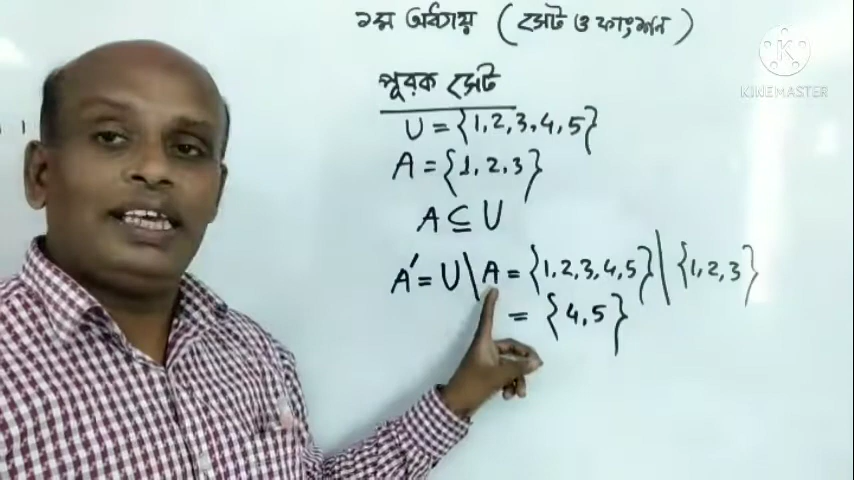 ১ম অধ্যায় (সেট ও ফাংশন)
K
KINEMASTER
পূরক সেট
U = {1,2,3,4,5}
A = {1,2,3}
A ⊆ U
A′ = U\A = {1,2,3,4,5} \ {1,2,3}
= {4,5}